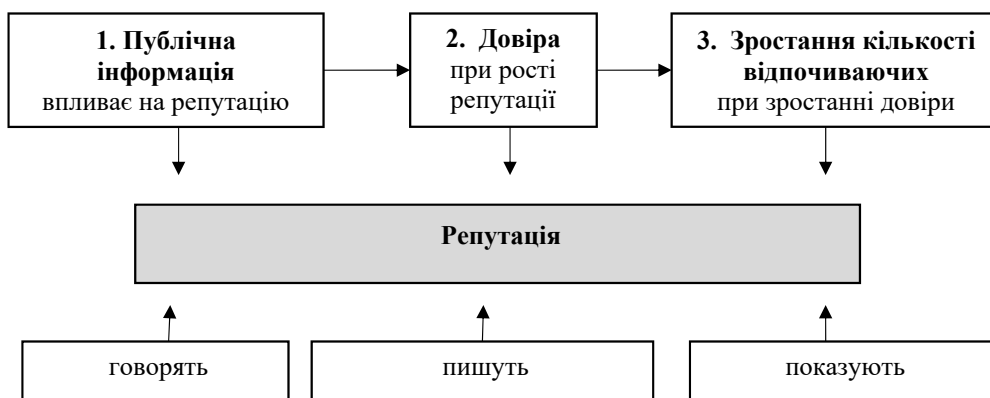 1. Публічна
інформація
впливає на репутацію
2. Довіра
при рості
репутації
3. Зростання кількості
відпочиваючих
при зростанні довіри
Репутація
говорять
пишуть
показують